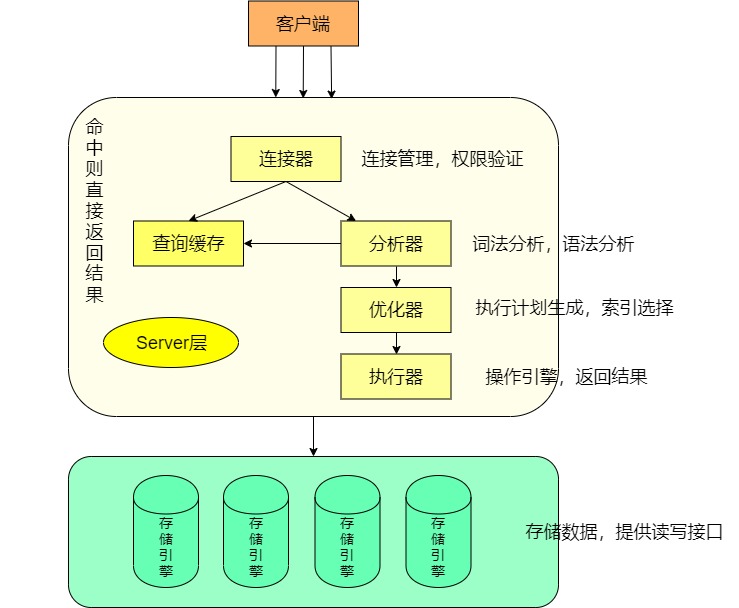 客户端
命中则直接返回结果
连接器
连接管理，权限验证
查询缓存
分析器
词法分析，语法分析
优化器
执行计划生成，索引选择
Server层
执行器
操作引擎，返回结果
存储引擎
存储引擎
存储引擎
存储引擎
存储数据，提供读写接口